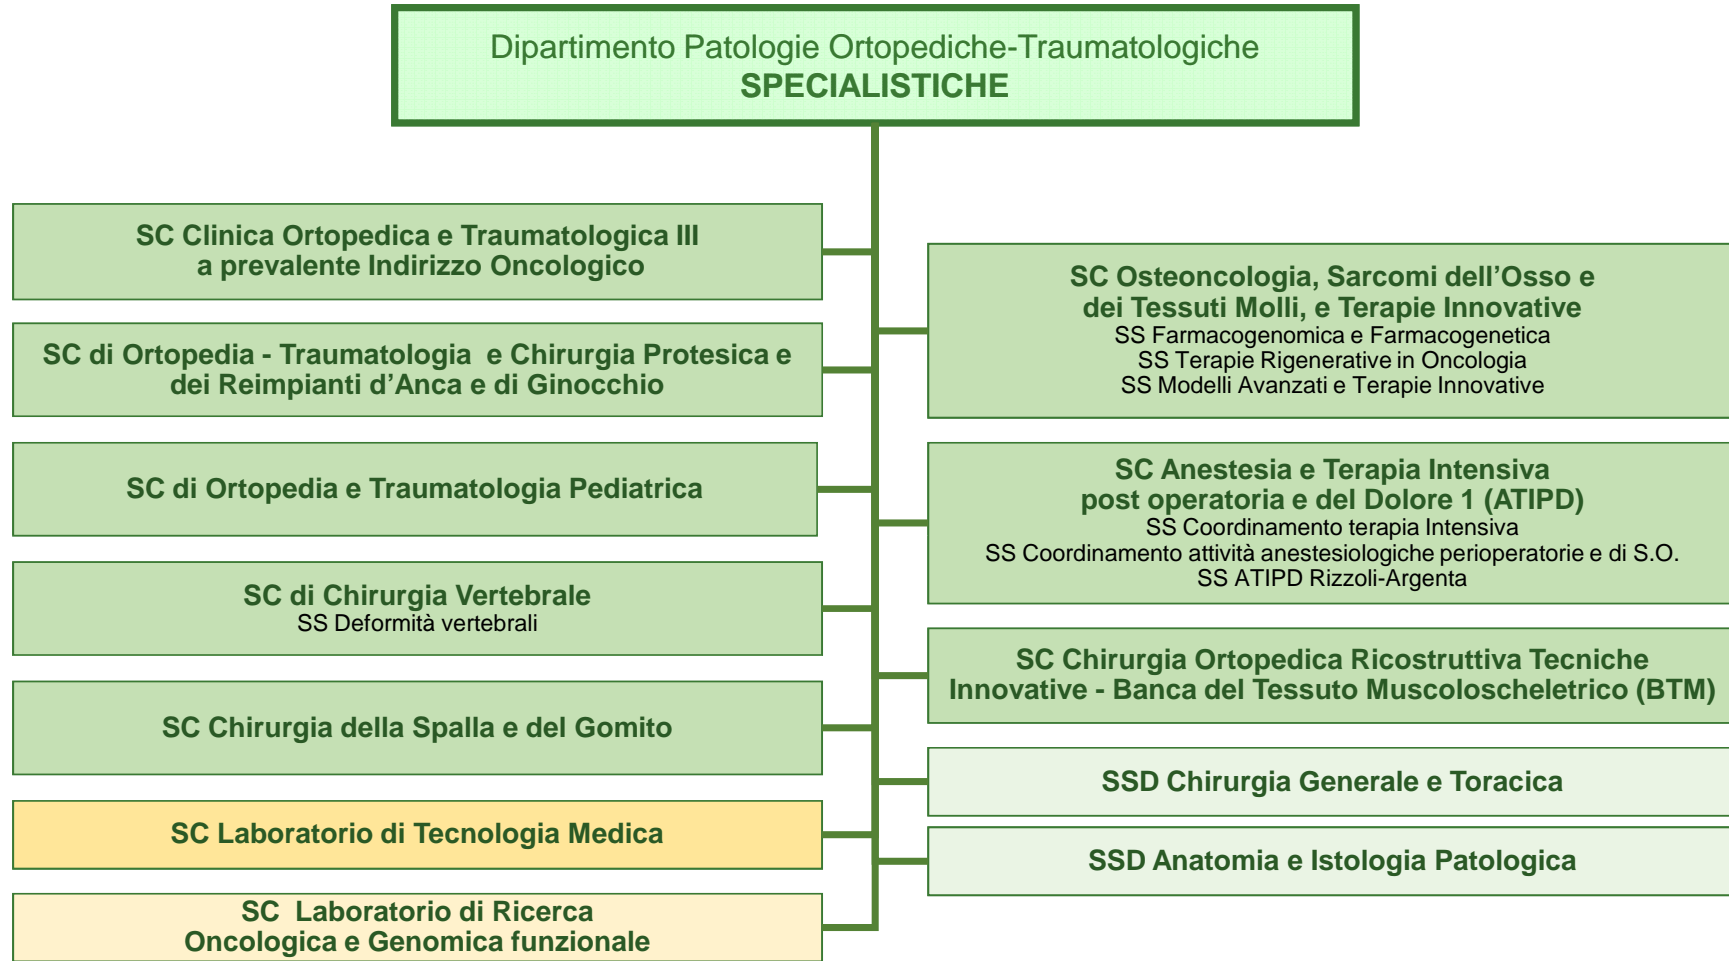 Dipartimento Patologie Ortopediche-Traumatologiche
SPECIALISTICHE
SC Clinica Ortopedica e Traumatologica III
a prevalente Indirizzo Oncologico
SC di Ortopedia - Traumatologia e Chirurgia Protesica e
dei Reimpianti d’Anca e di Ginocchio
SC di Ortopedia e Traumatologia Pediatrica
SC di Chirurgia Vertebrale
SS Deformità vertebrali
SC Chirurgia della Spalla e del Gomito
SC Laboratorio di Tecnologia Medica
SC Laboratorio di Ricerca
Oncologica e Genomica funzionale
SC Osteoncologia, Sarcomi dell’Osso e
dei Tessuti Molli, e Terapie Innovative
SS Farmacogenomica e Farmacogenetica
SS Terapie Rigenerative in Oncologia
SS Modelli Avanzati e Terapie Innovative
SC Anestesia e Terapia Intensiva
post operatoria e del Dolore 1 (ATIPD)
SS Coordinamento terapia Intensiva
SS Coordinamento attività anestesiologiche perioperatorie e di S.O.
SS ATIPD Rizzoli-Argenta
SC Chirurgia Ortopedica Ricostruttiva Tecniche
Innovative - Banca del Tessuto Muscoloscheletrico (BTM)
SSD Chirurgia Generale e Toracica
SSD Anatomia e Istologia Patologica